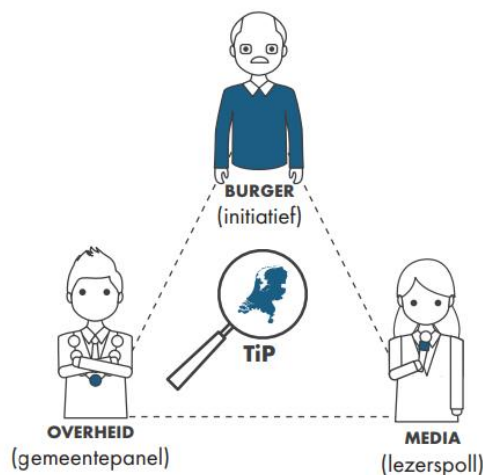 BURGER
(initiatief)
TiP
OVERHEID
(gemeentepanel)
MEDIA
(lezerspoll)